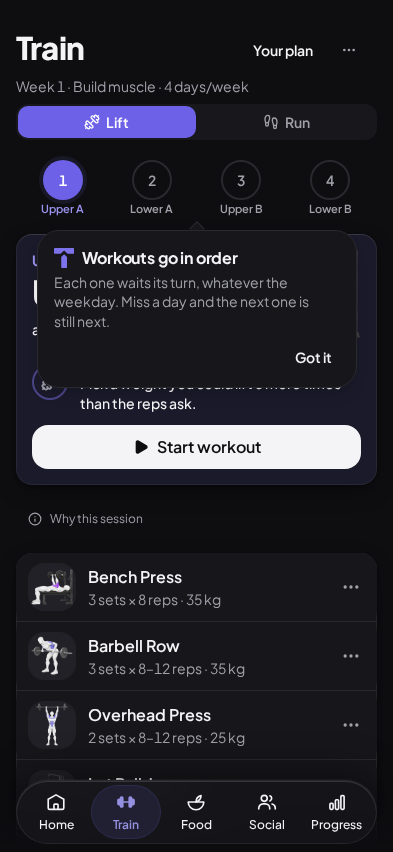 Train
Your plan
Week 1 · Build muscle · 4 days/week
Lift
Run
1
2
3
4
Upper A
Lower A
Upper B
Lower B
Workouts go in order
Each one waits its turn, whatever the
weekday. Miss a day and the next one is
still next.
Got it
than the reps ask.
Start workout
Why this session
Bench Press
3 sets × 8 reps · 35 kg
Barbell Row
3 sets × 8–12 reps · 35 kg
Overhead Press
2 sets × 8–12 reps · 25 kg
Home
Train
Food
Social
Progress